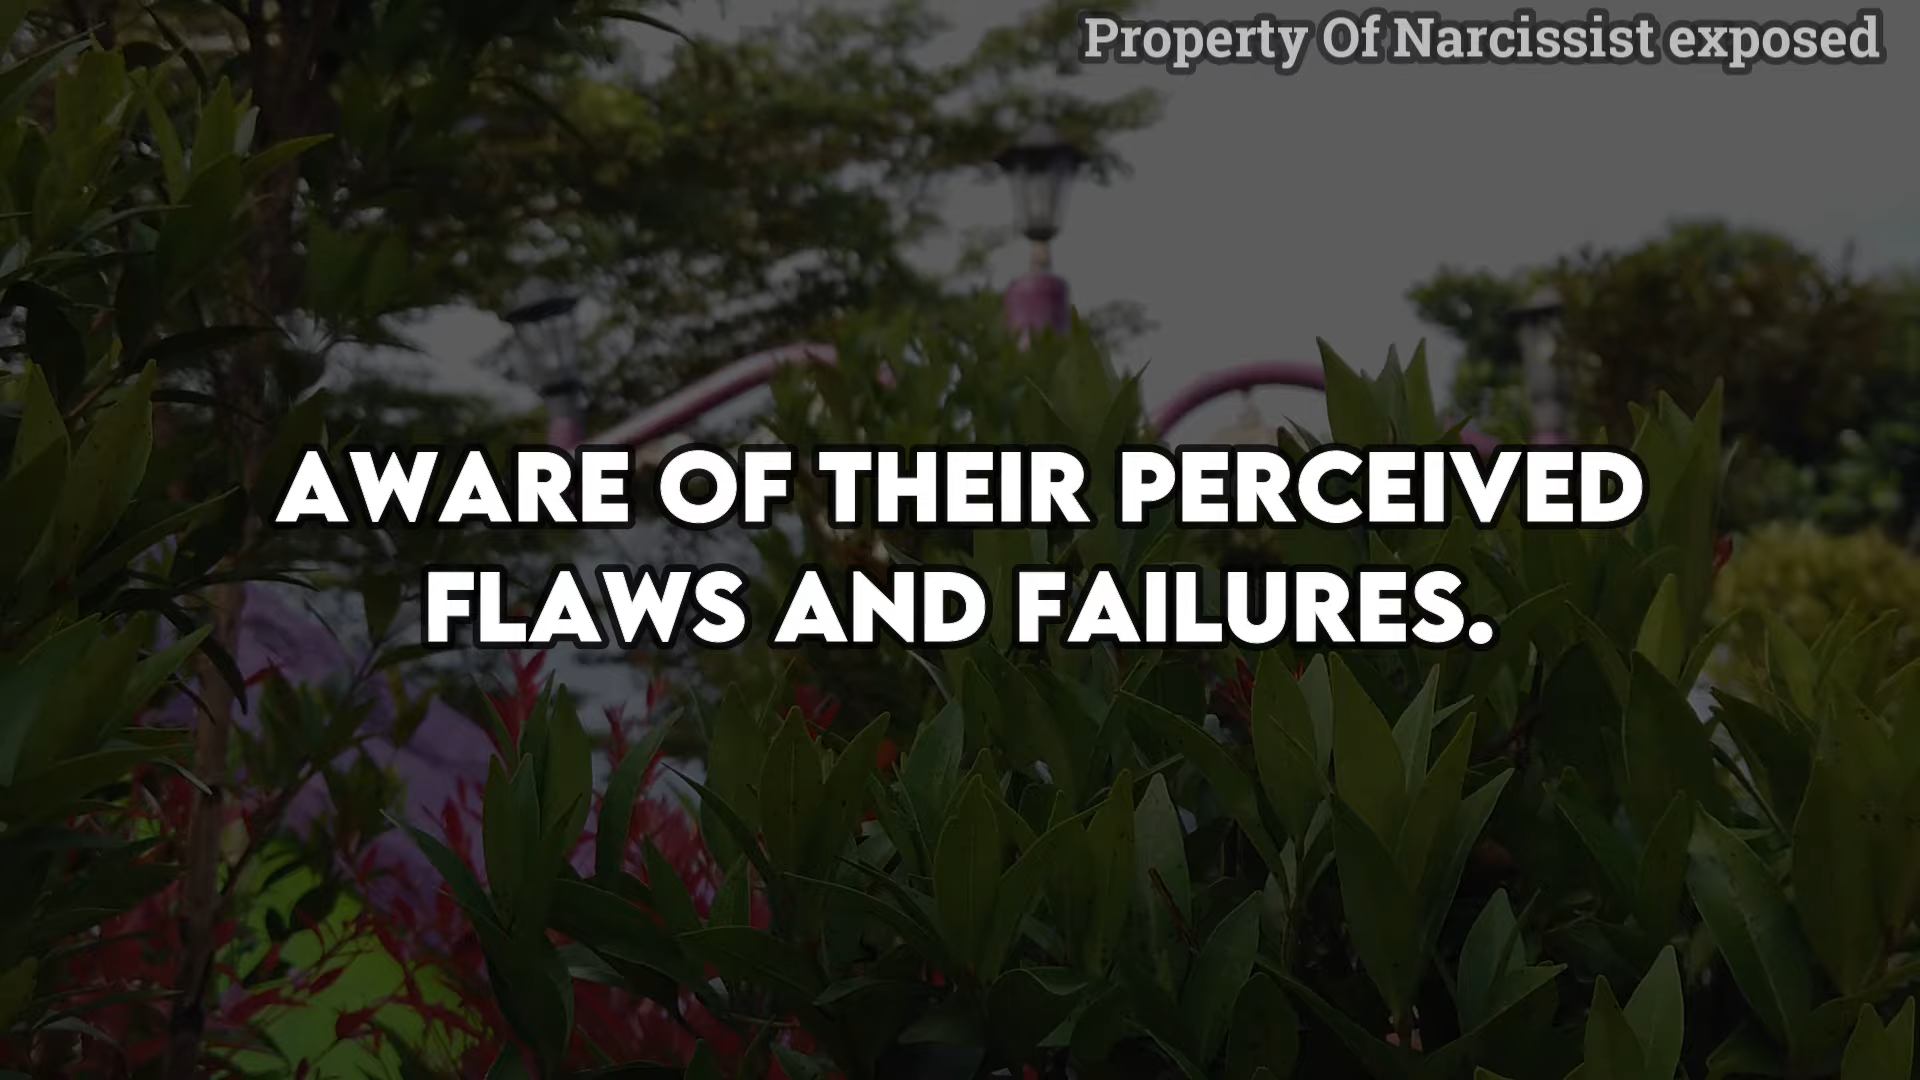 Property Of Narcissist exposed
AWARE OF THEIR PERCEIVED
FLAWS AND FAILURES.